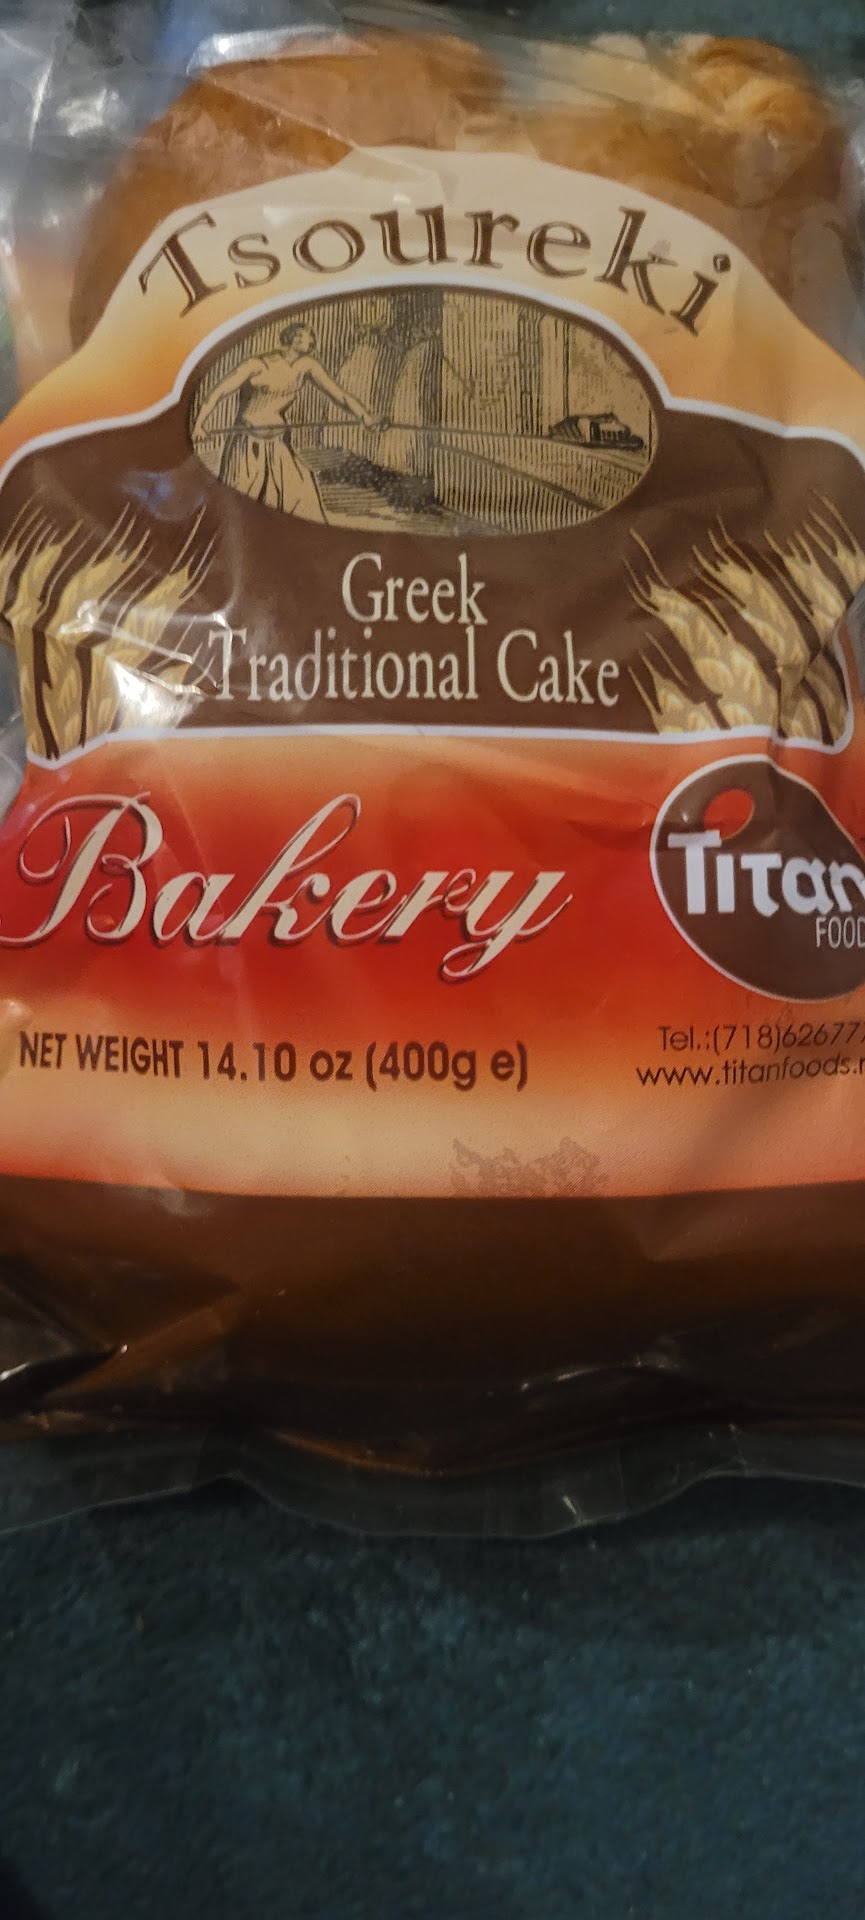 Tsoureki
Greek
Traditional Cake
Bakery
Titan
NET WEIGHT 14.10 oz (400g e)